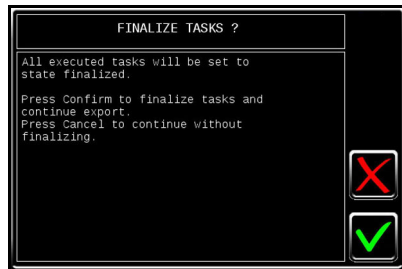 FINALIZE TASKS ?
All executed tasks will be set to
state finalized.
Press Confirm to finalize tasks and
continue export.
Press Cancel to continue without
finalizing.